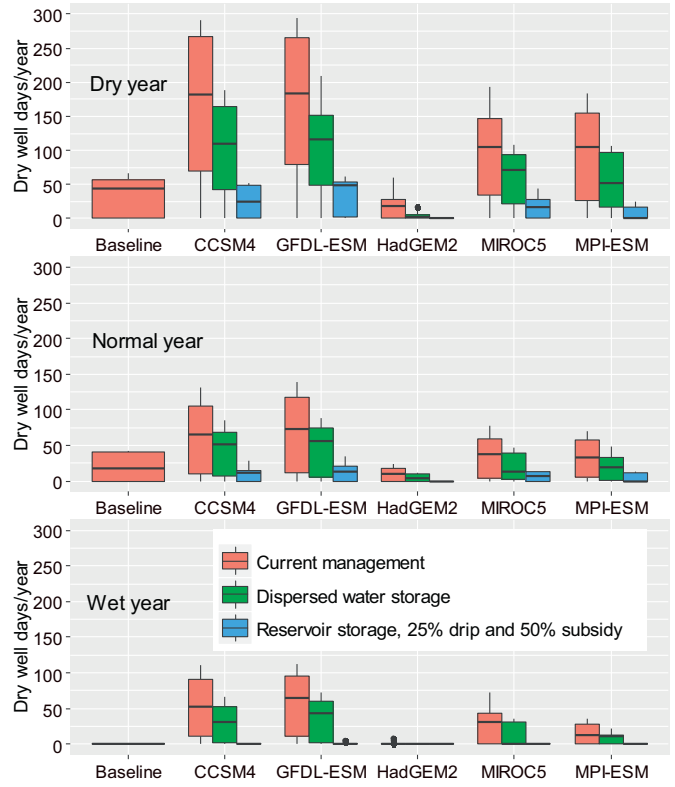 Dry well days/year
300
250
200
150
100
50
0
Dry year
Baseline CCSM4 GFDL-ESM HadGEM2 MIROC5 MPI-ESM
Dry well days/year
300
250
200
150
100
50
0
Normal year
Baseline CCSM4 GFDL-ESM HadGEM2 MIROC5 MPI-ESM
Dry well days/year
300
250
200
150
100
50
0
Wet year
Current management
Dispersed water storage
Reservoir storage, 25% drip and 50% subsidy
Baseline CCSM4 GFDL-ESM HadGEM2 MIROC5 MPI-ESM